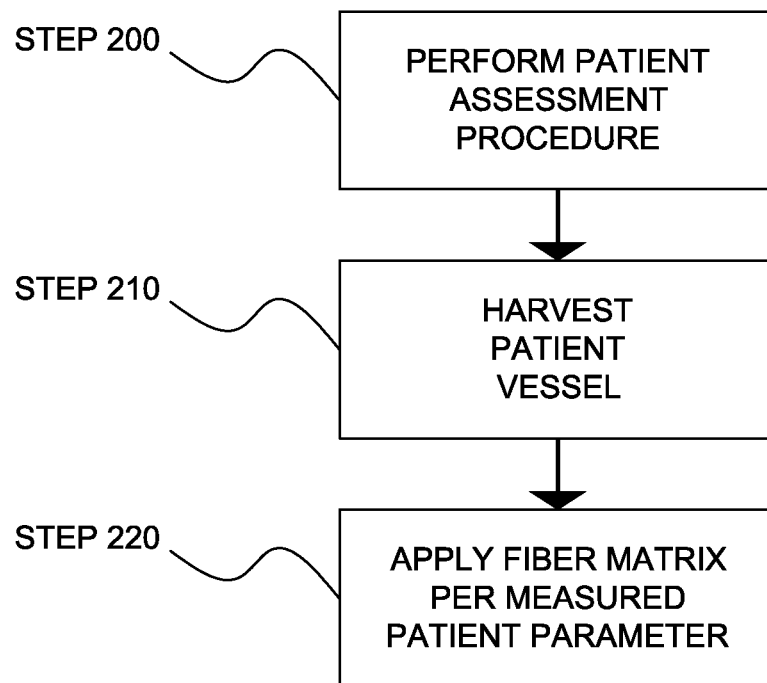 STEP 200
PERFORM PATIENT
ASSESSMENT
PROCEDURE
STEP 210
HARVEST
PATIENT
VESSEL
STEP 220
APPLY FIBER MATRIX
PER MEASURED
PATIENT PARAMETER